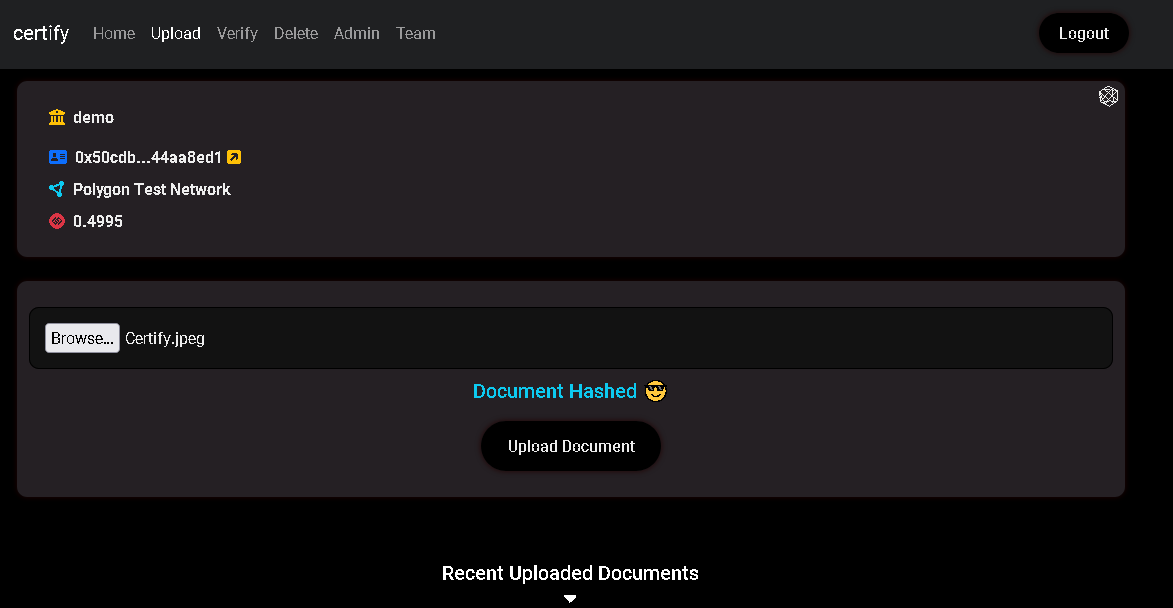 certify Home Upload Verify Delete Admin Team Logout
demo
0x50cdb...44aa8ed1
Polygon Test Network
0.4995
Browse... Certify.jpeg
Document Hashed 😎
Upload Document
Recent Uploaded Documents